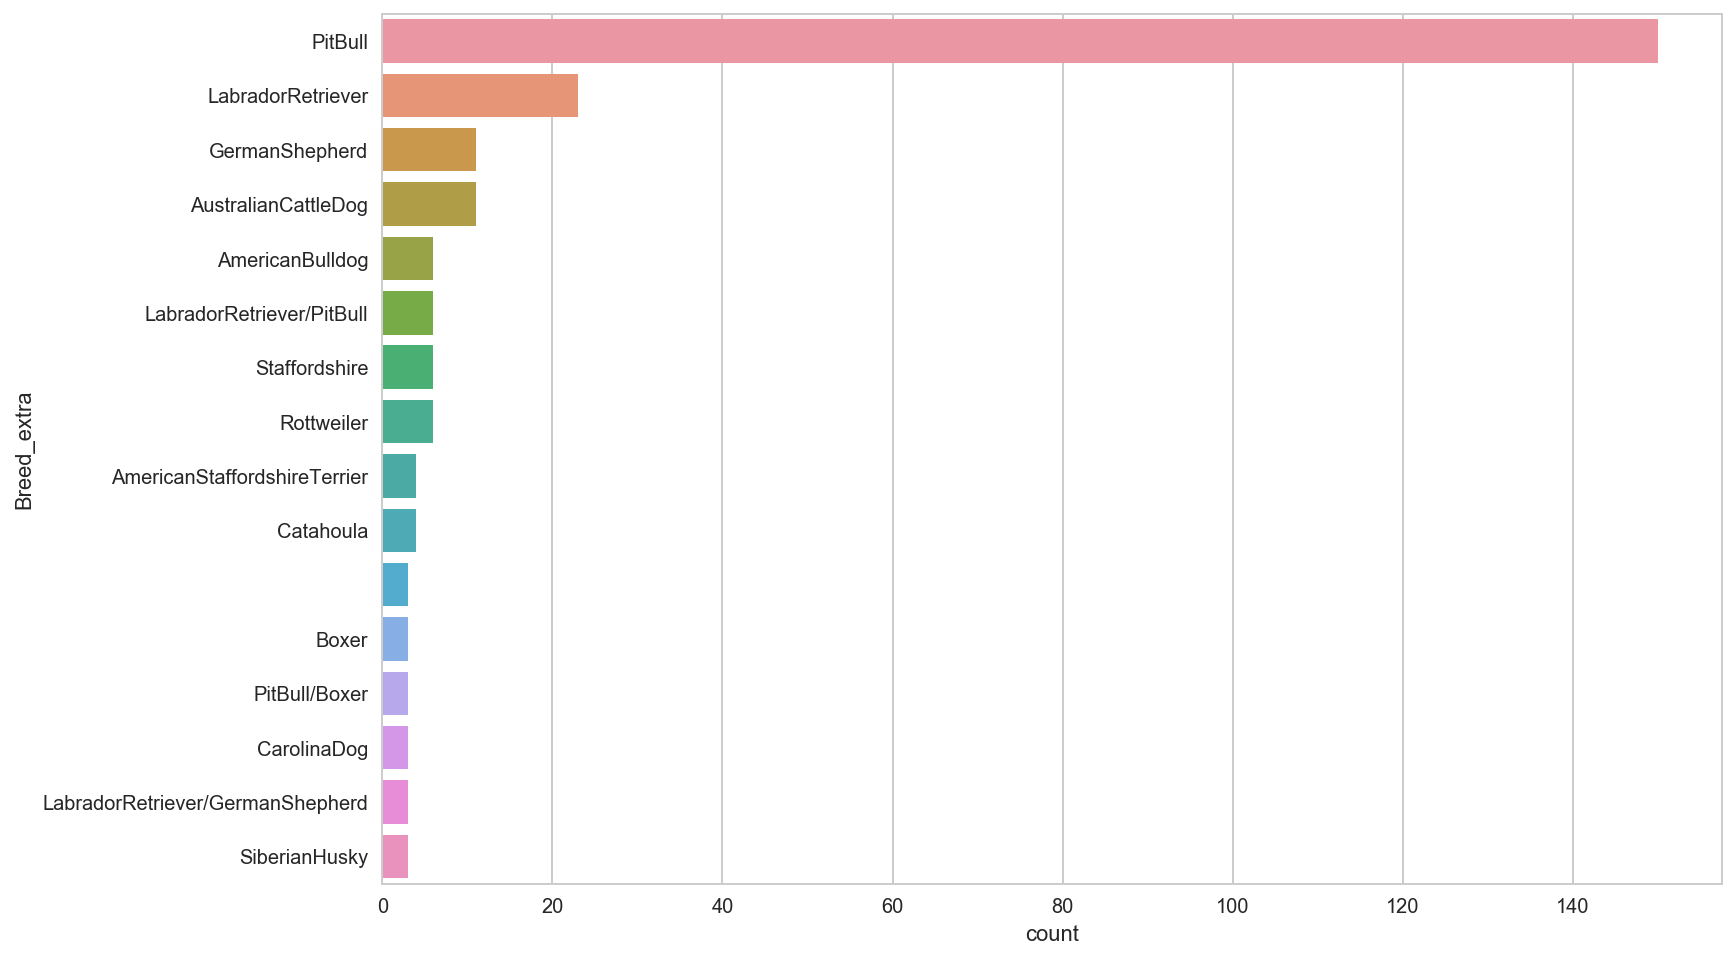 PitBull
LabradorRetriever
GermanShepherd
AustralianCattleDog
AmericanBulldog
LabradorRetriever/PitBull
Staffordshire
Rottweiler
AmericanStaffordshireTerrier
Catahoula
Boxer
PitBull/Boxer
CarolinaDog
LabradorRetriever/GermanShepherd
SiberianHusky
Breed_extra
0 20 40 60 80 100 120 140
count